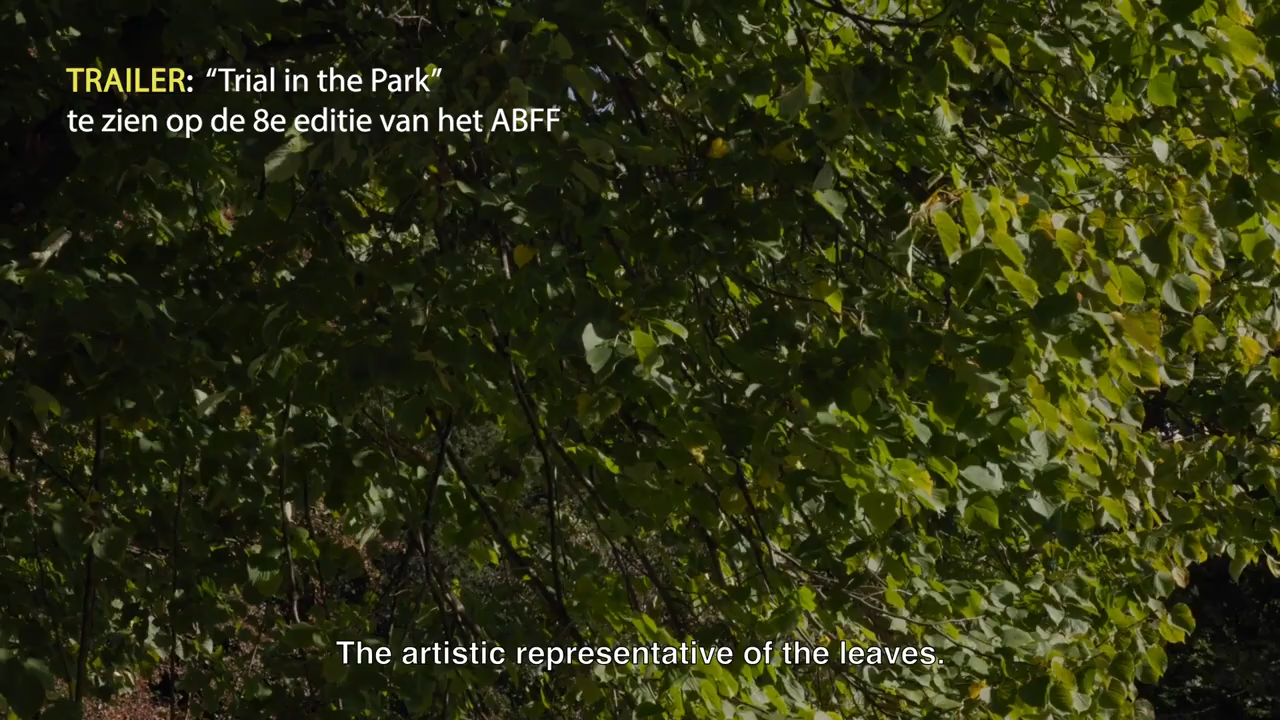 TRAILER: “Trial in the Park”
te zien op de 8e editie van het ABFF
The artistic representative of the leaves.